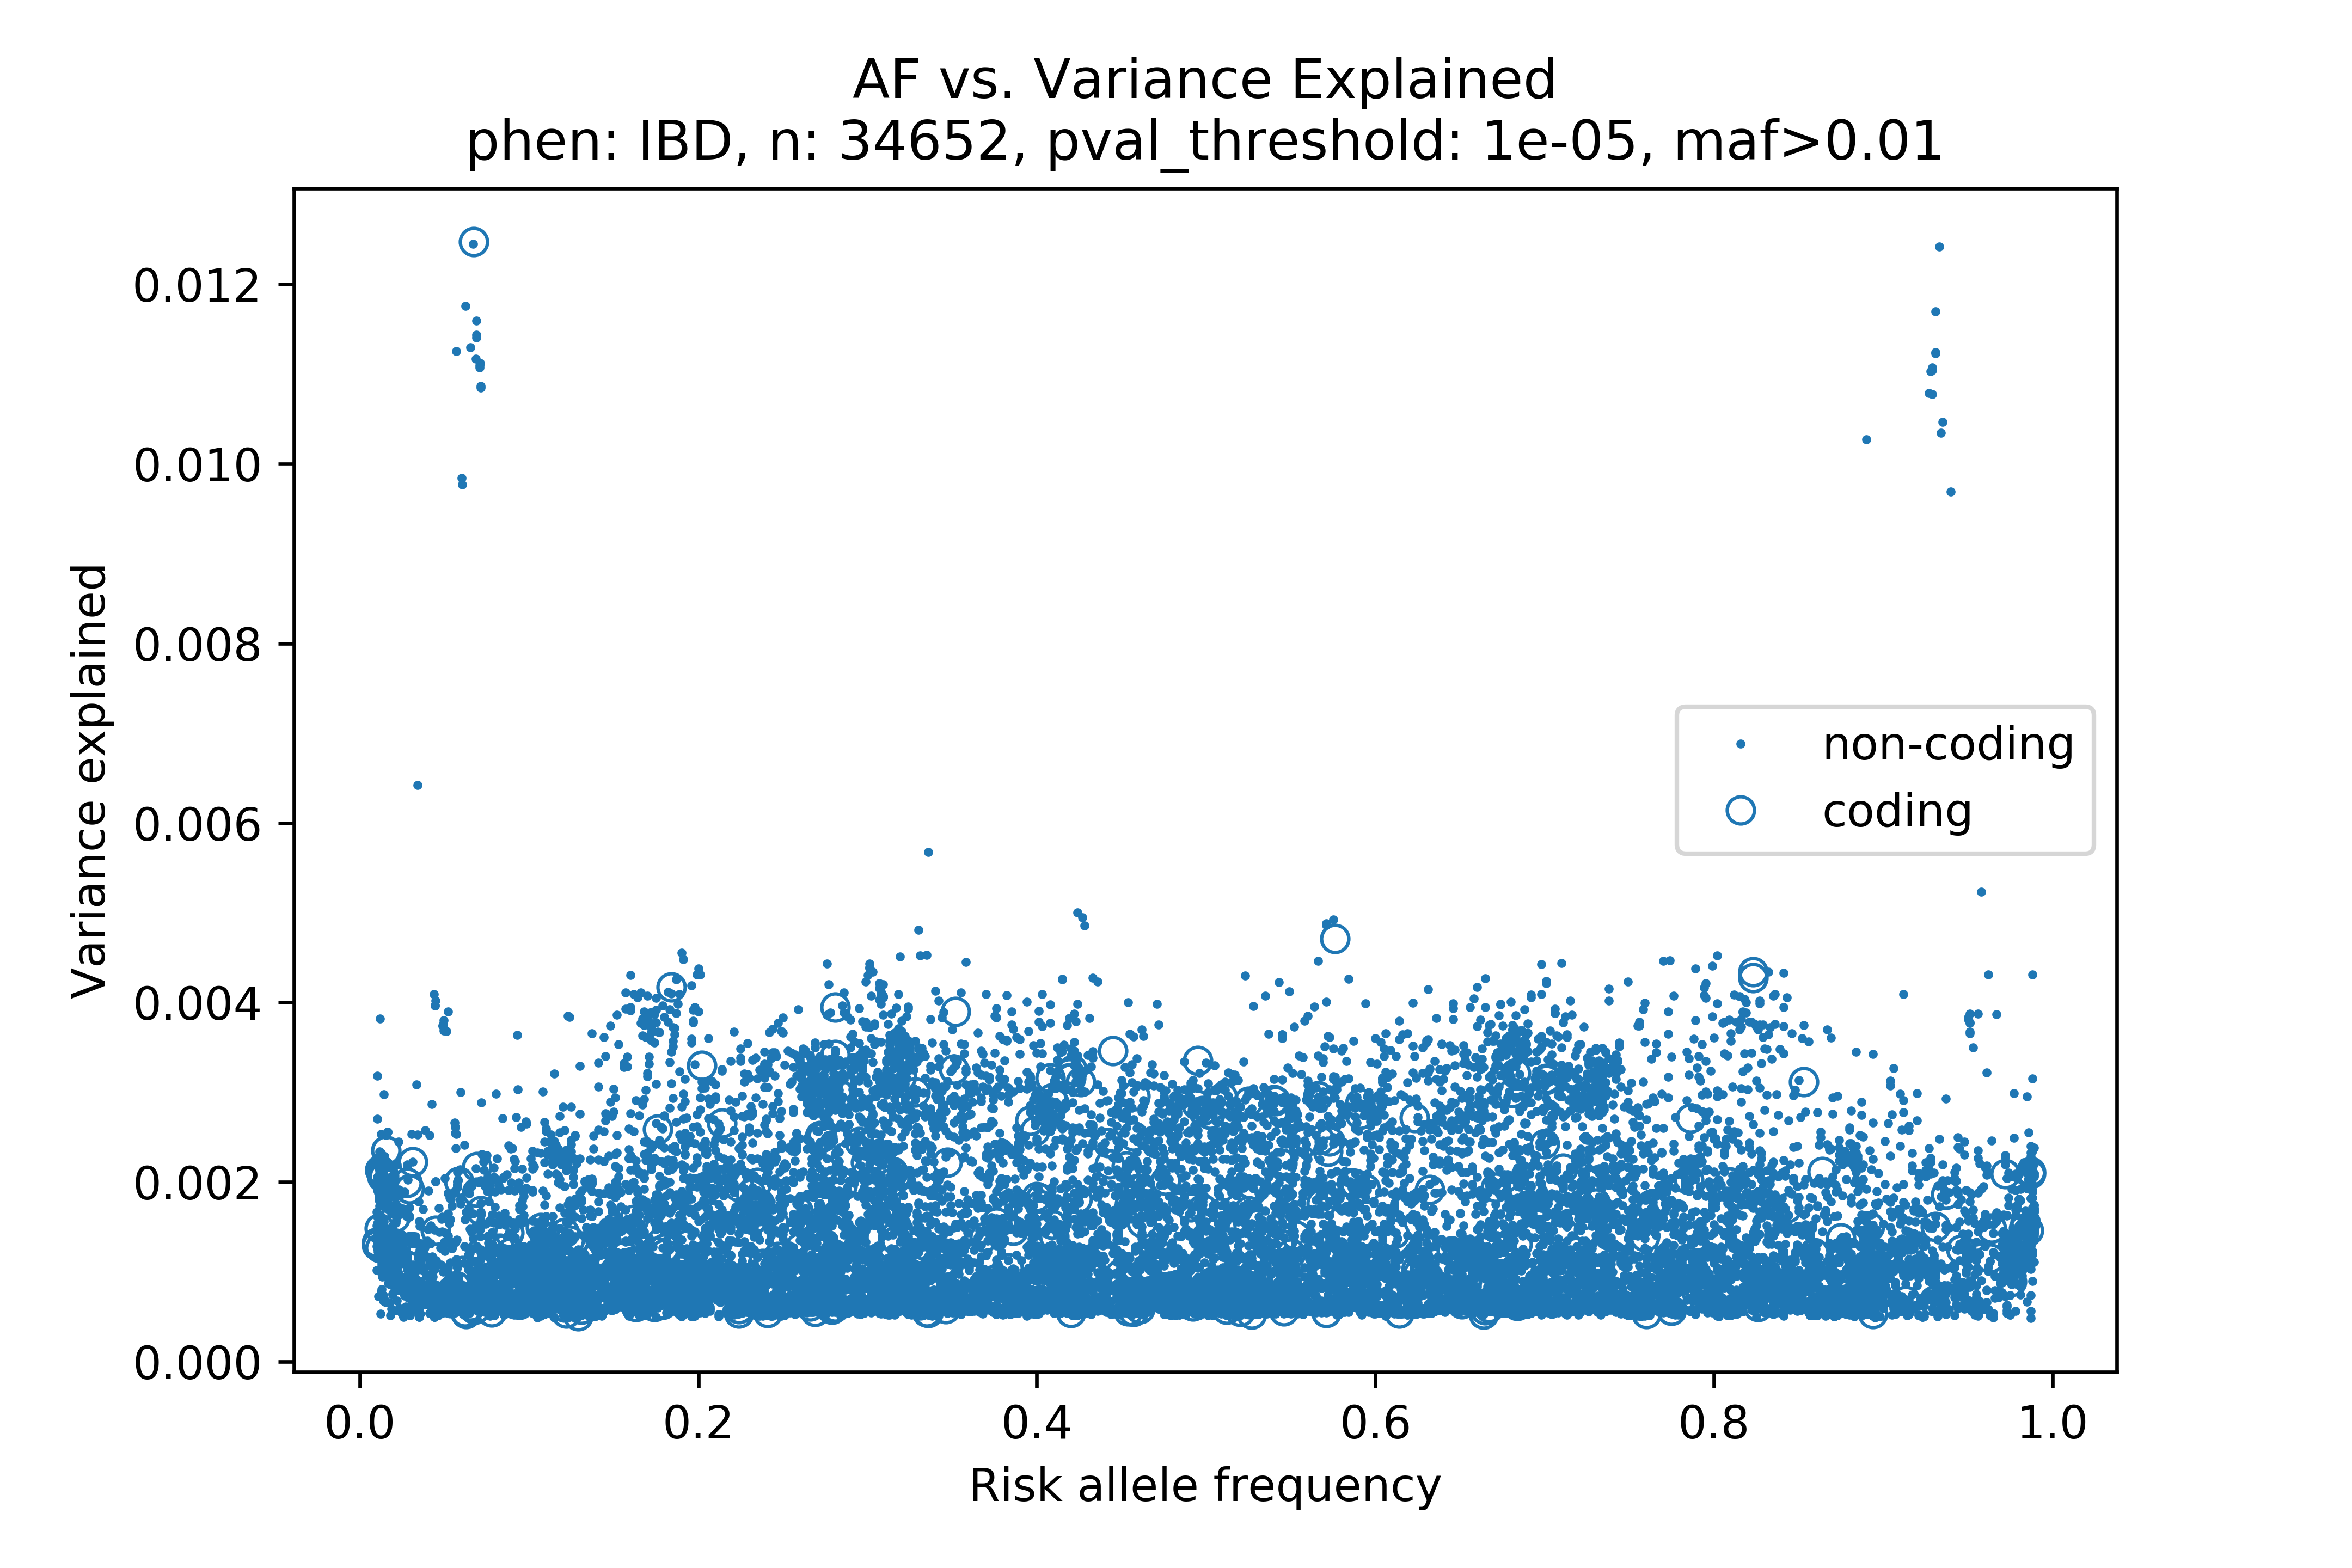 AF vs. Variance Explained
phen: IBD, n: 34652, pval_threshold: 1e-05, maf>0.01
Variance explained
0.012
0.010
0.008
0.006
0.004
0.002
0.000
non-coding
coding
0.0 0.2 0.4 0.6 0.8 1.0
Risk allele frequency